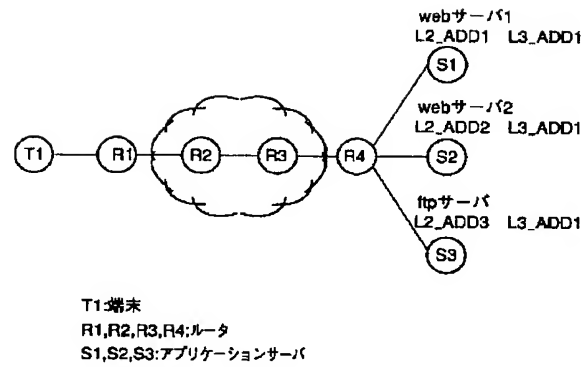 webサーバ1
L2_ADD1 L3_ADD1
S1
webサーバ2
L2_ADD2 L3_ADD1
T1 R1 R2 R3 R4 S2
ftpサーバ
L2_ADD3 L3_ADD1
S3
T1:端末
R1,R2,R3,R4:ルータ
S1,S2,S3:アプリケーションサーバ